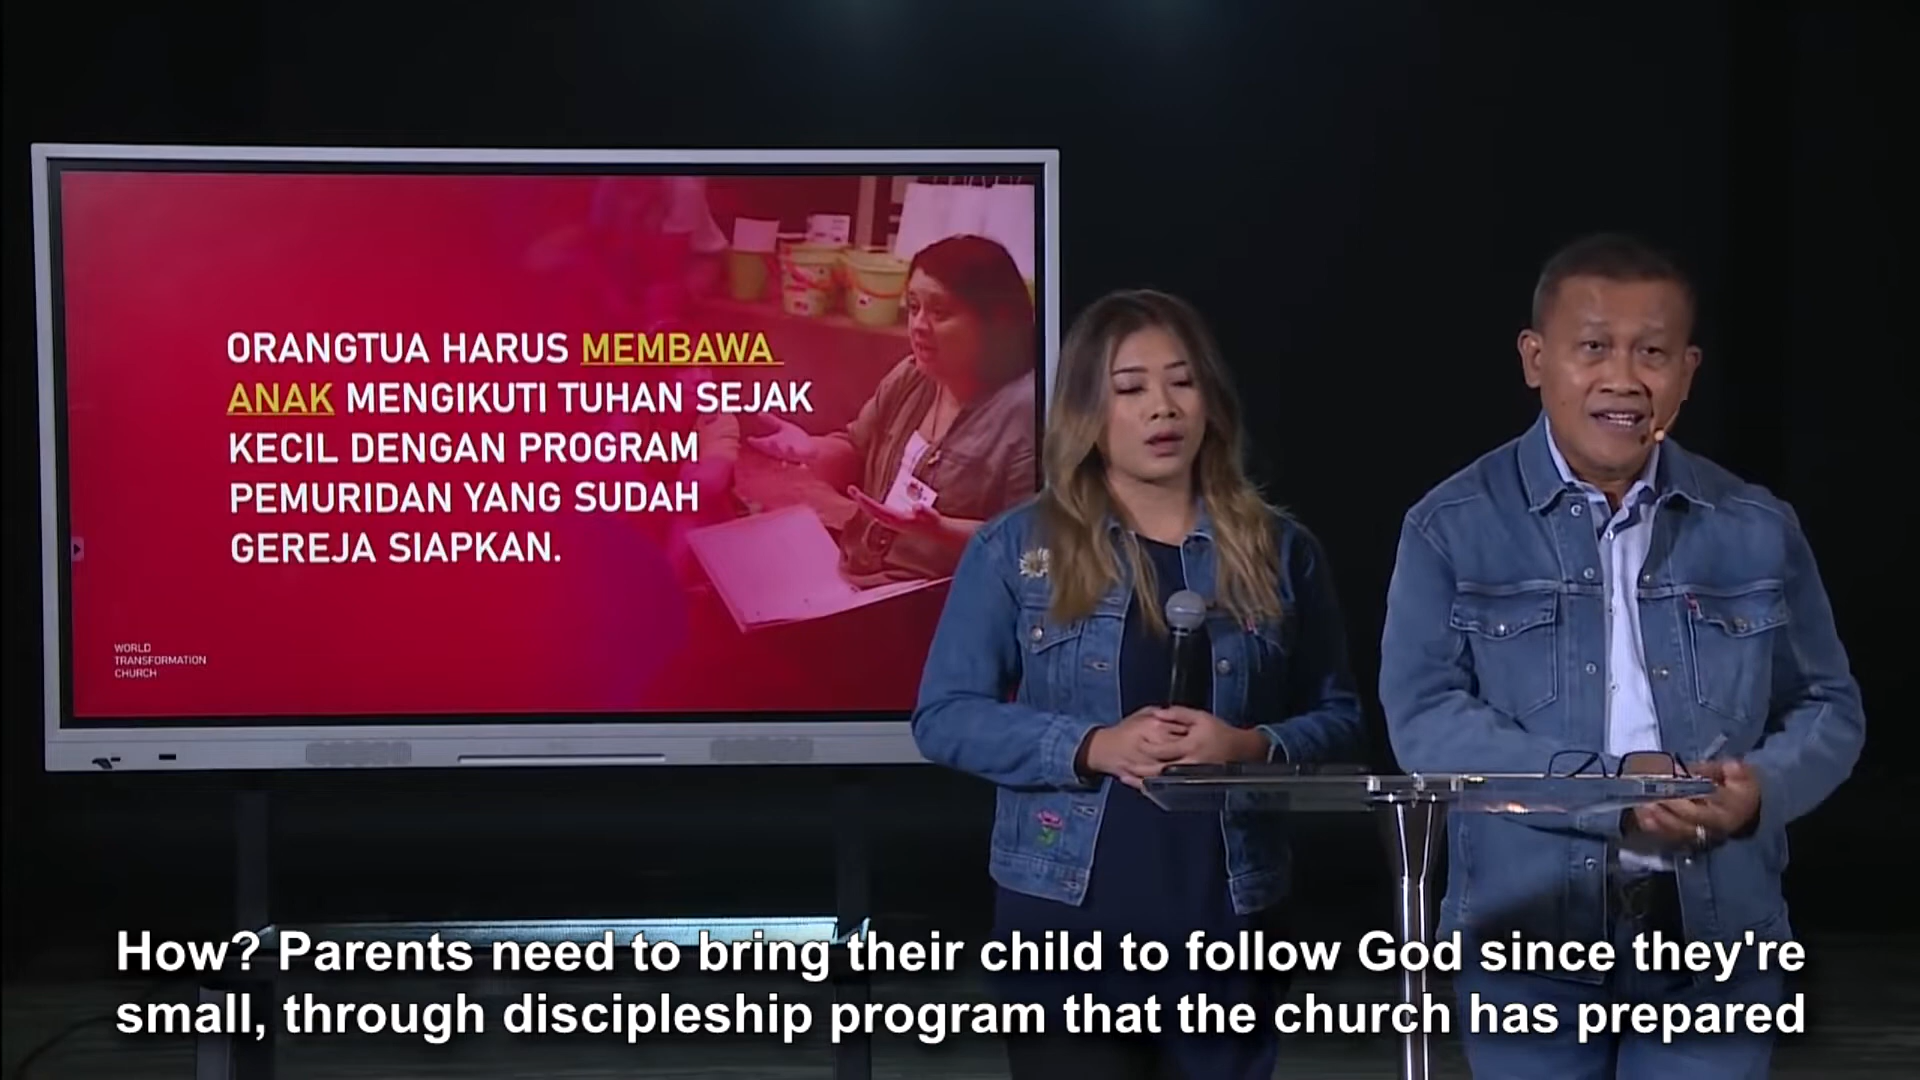 ORANGTUA HARUS MEMBAWA
ANAK MENGIKUTI TUHAN SEJAK
KECIL DENGAN PROGRAM
PEMURIDAN YANG SUDAH
GEREJA SIAPKAN.
WORLD
TRANSFORMATION
CHURCH
How? Parents need to bring their child to follow God since they're
small, through discipleship program that the church has prepared